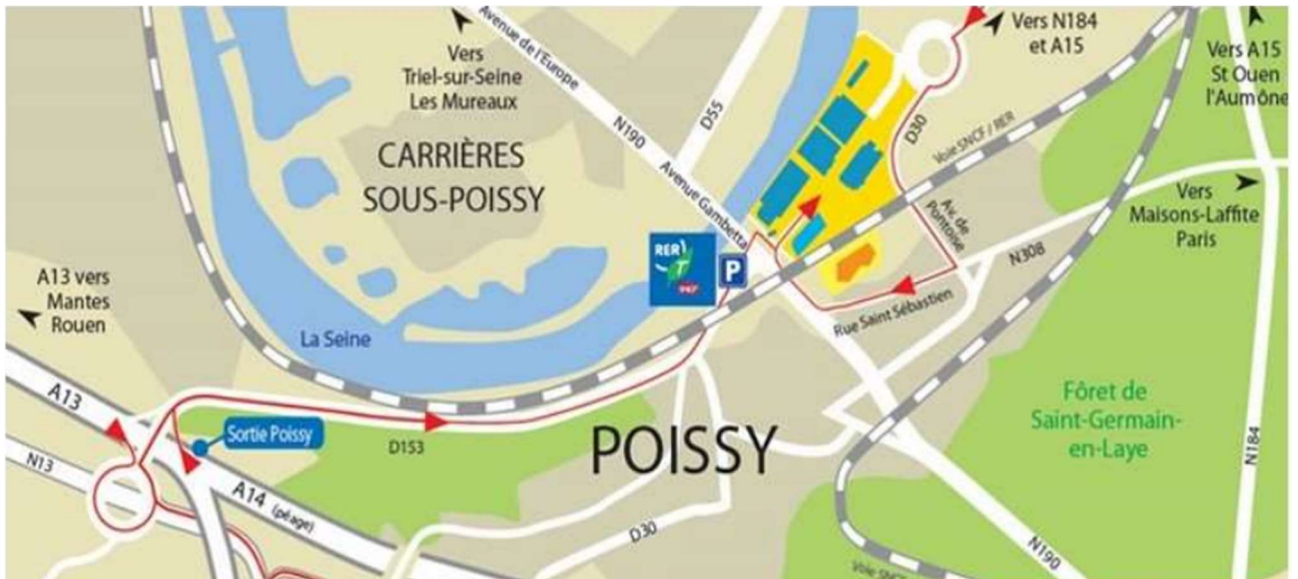 Avenue de l'Europe
Vers
Triel-sur-Seine
Les Mureaux
N190
D55
Vers N184
et A15
Vers A15
St Ouen
l'Aumône
D30
Voie SNCF / RER
CARRIÈRES
SOUS-POISSY
Avenue Gambetta
Av. de
Pontoise
Vers
Maisons-Laffite
Paris
RER
T
P
N308
A13 vers
Mantes
Rouen
Rue Saint Sébastien
La Seine
A13
Sortie Poissy
D153
POISSY
Fôret de
Saint-Germain-
en-Laye
N184
N13
A14 (péage)
D30
N190